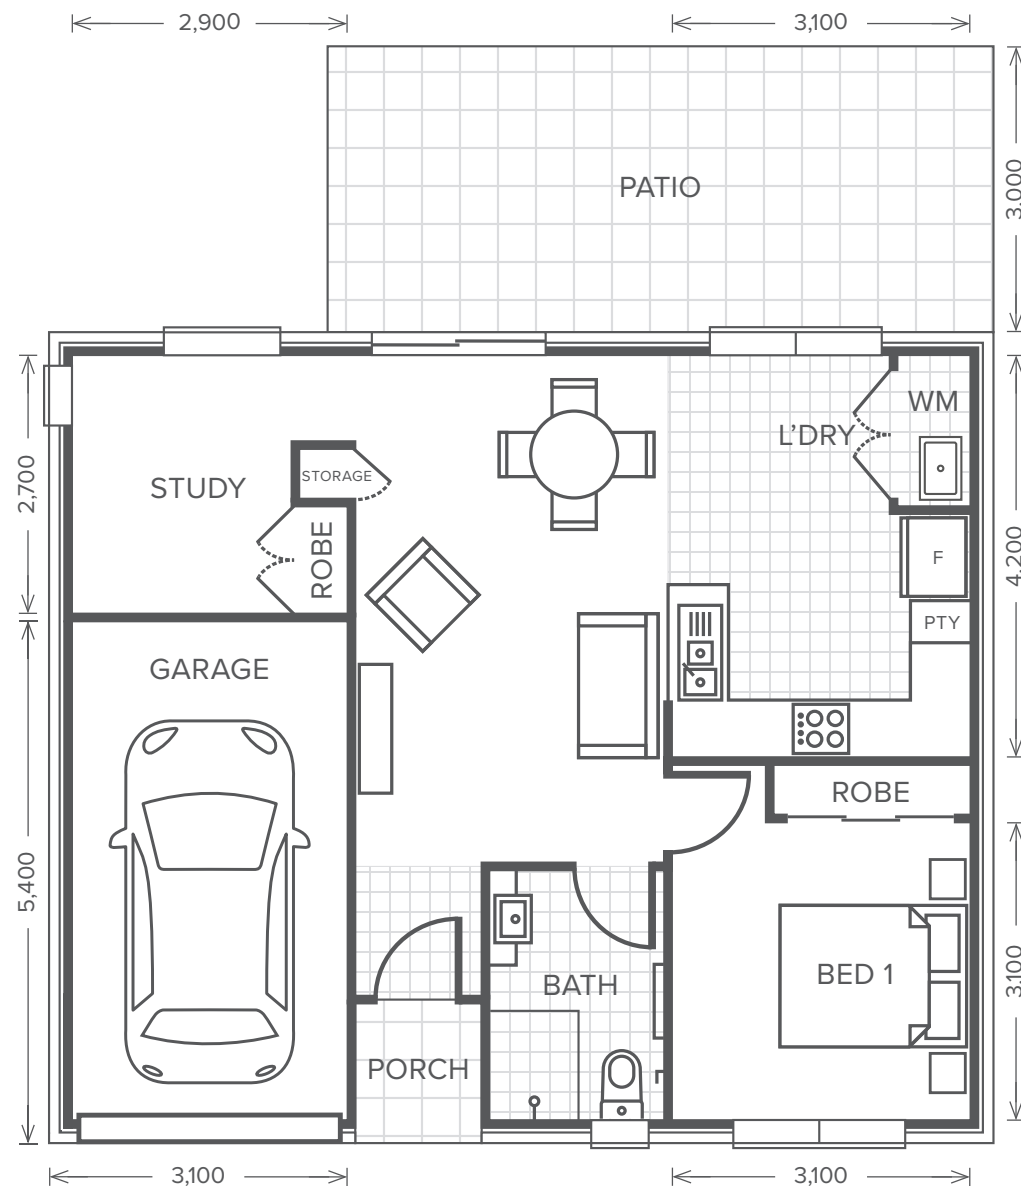 2,900
3,100
PATIO
3,000
WM
L'DRY
2,700
STUDY
STORAGE
ROBE
F
4,200
PTY
GARAGE
ROBE
5,400
BED 1
BATH
3,100
PORCH
3,100
3,100